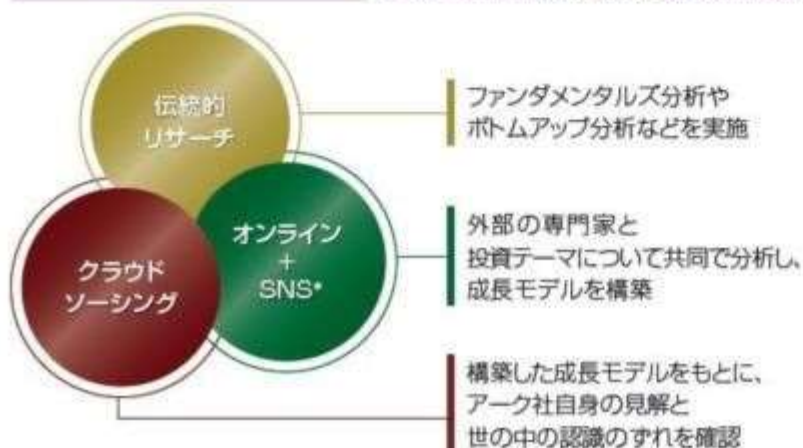 伝統的
リサーチ
オンライン
+
SNS*
クラウド
ソーシング
ファンダメンタルズ分析や
ボトムアップ分析などを実施
外部の専門家と
投資テーマについて共同で分析し、
成長モデルを構築
構築した成長モデルをもとに、
アーク社自身の見解と
世の中の認識のずれを確認